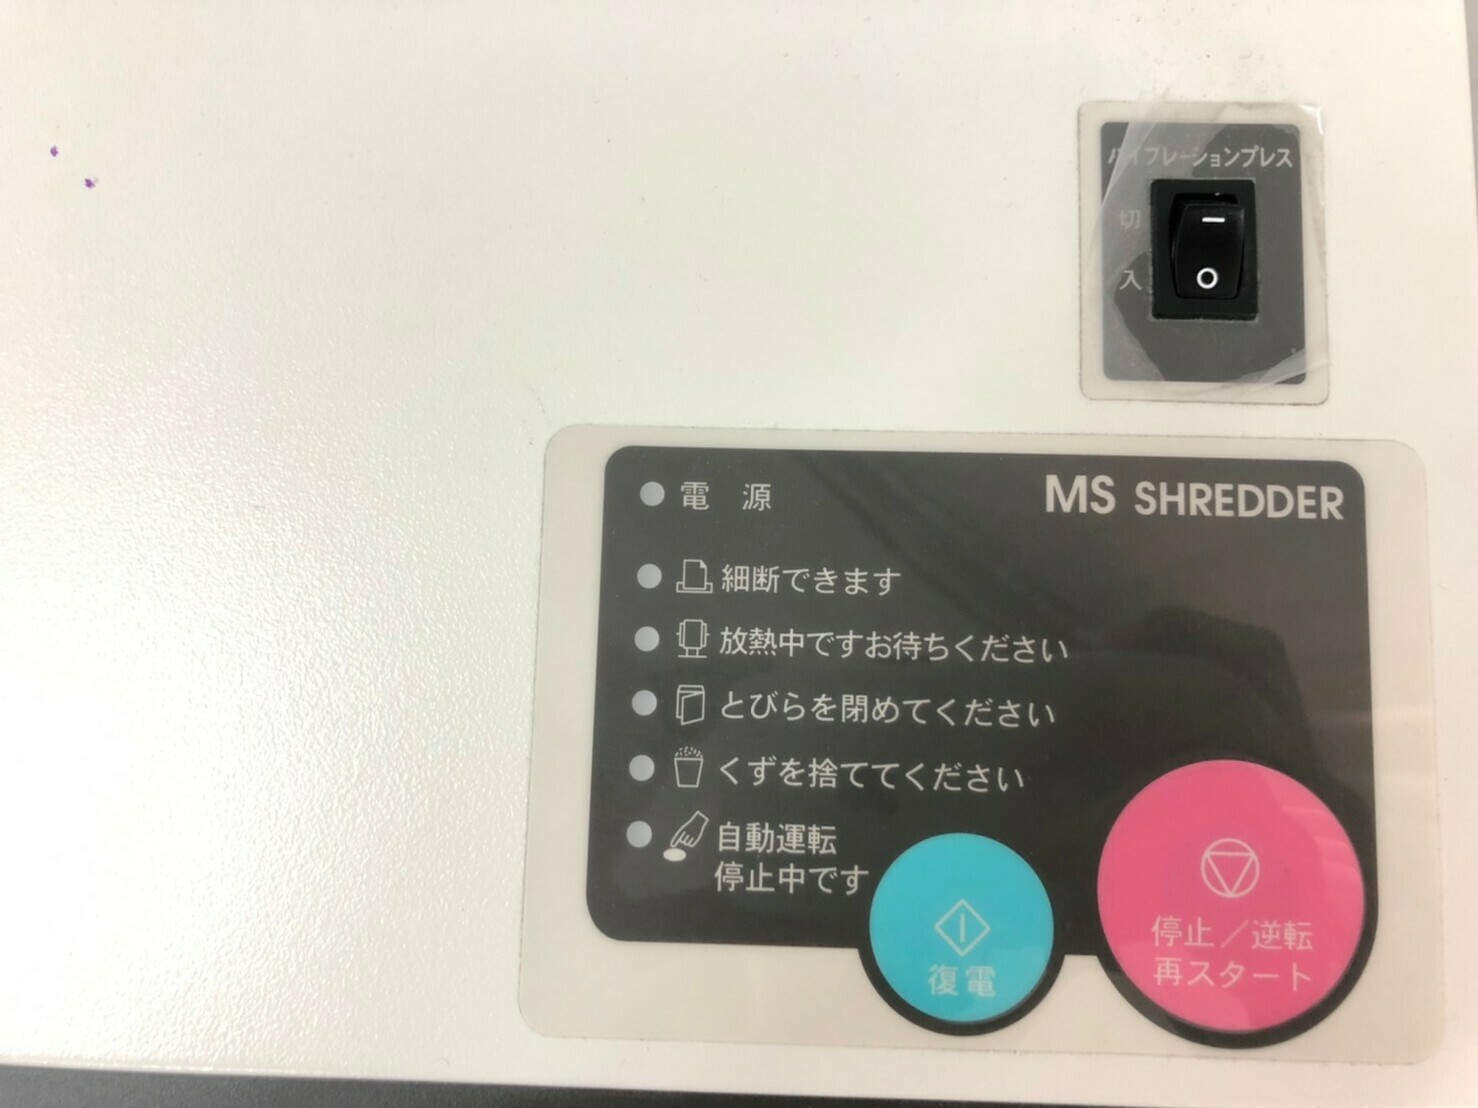 バイブレーションプレス
切
入
電 源
MS SHREDDER
細断できます
放熱中ですお待ちください
とびらを閉めてください
くずを捨ててください
自動運転
停止中です
復電
停止／逆転
再スタート